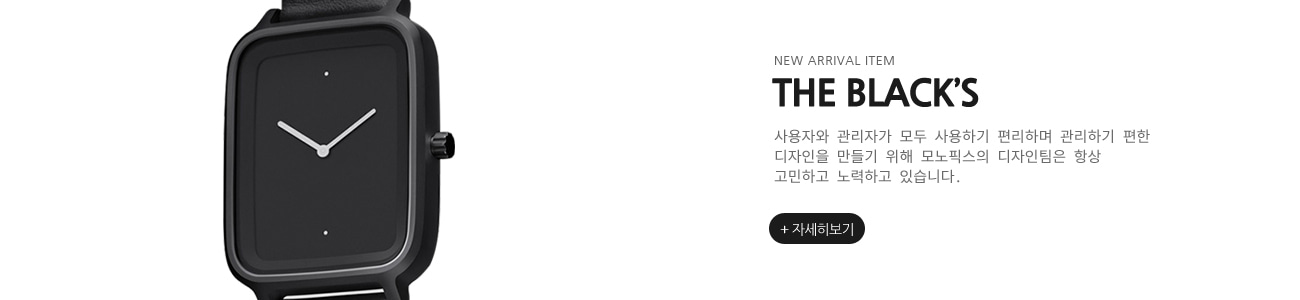 NEW ARRIVAL ITEM
THE BLACK'S
사용자와 관리자가 모두 사용하기 편리하며 관리하기 편한
디자인을 만들기 위해 모노픽스의 디자인팀은 항상
고민하고 노력하고 있습니다.
+ 자세히보기